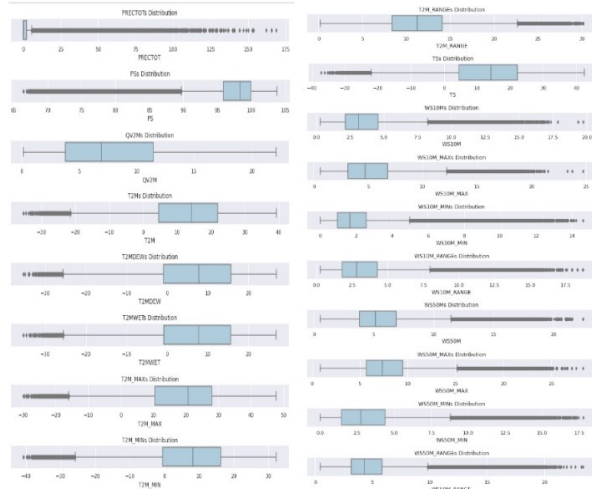 PRECTOTs Distribution
0 25 50 75 100 125 150 175
PRECTOT
PSs Distribution
65 70 75 80 85 90 95 100 105
PS
QV2Ms Distribution
0 5 10 15 20
QV2M
T2Ms Distribution
−30 −20 −10 0 10 20 30 40
T2M
T2MDEWs Distribution
−30 −20 −10 0 10 20
T2MDEW
T2MWETs Distribution
−30 −20 −10 0 10 20
T2MWET
T2M_MAXs Distribution
−30 −20 −10 0 10 20 30 40 50
T2M_MAX
T2M_MINs Distribution
−40 −30 −20 −10 0 10 20 30
T2M_MIN
T2M_RANGEs Distribution
0 5 10 15 20 25 30
T2M_RANGE
TSs Distribution
−40 −30 −20 −10 0 10 20 30 40
TS
WS10Ms Distribution
0.0 2.5 5.0 7.5 10.0 12.5 15.0 17.5 20.0
WS10M
WS10M_MAXs Distribution
0 5 10 15 20 25
WS10M_MAX
WS10M_MINs Distribution
0 2 4 6 8 10 12 14
WS10M_MIN
WS10M_RANGEs Distribution
0.0 2.5 5.0 7.5 10.0 12.5 15.0 17.5
WS10M_RANGE
WS50Ms Distribution
0 5 10 15 20
WS50M
WS50M_MAXs Distribution
0 5 10 15 20 25
WS50M_MAX
WS50M_MINs Distribution
0.0 2.5 5.0 7.5 10.0 12.5 15.0 17.5
WS50M_MIN
WS50M_RANGEs Distribution
0 5 10 15 20
WS50M_RANGE